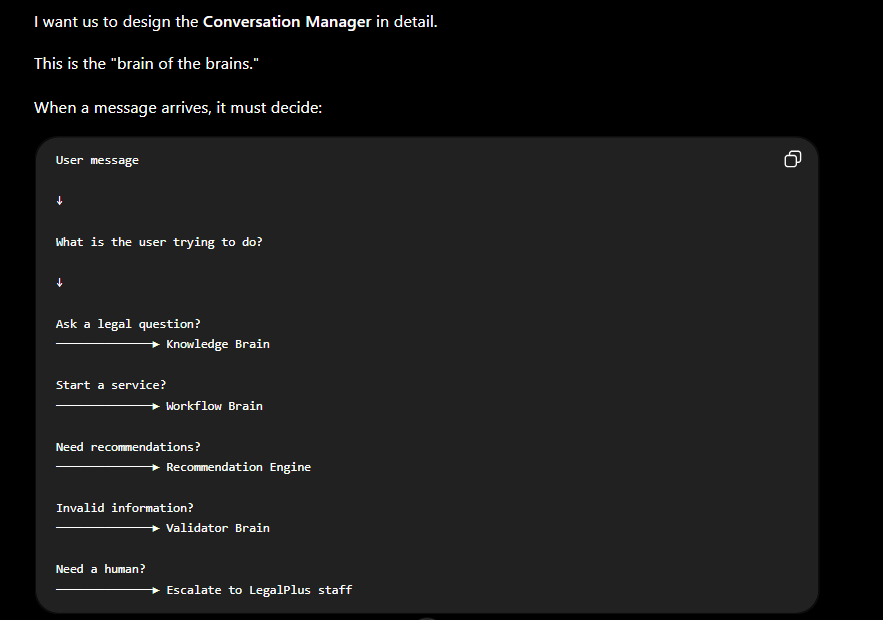 I want us to design the Conversation Manager in detail.
This is the "brain of the brains."
When a message arrives, it must decide:
User message
↓
What is the user trying to do?
↓
Ask a legal question?
────────────► Knowledge Brain
Start a service?
────────────► Workflow Brain
Need recommendations?
────────────► Recommendation Engine
Invalid information?
────────────► Validator Brain
Need a human?
────────────► Escalate to LegalPlus staff